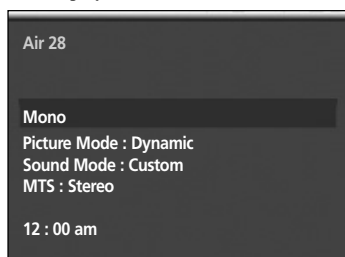 Air 28
Mono
Picture Mode : Dynamic
Sound Mode : Custom
MTS : Stereo
12 : 00 am